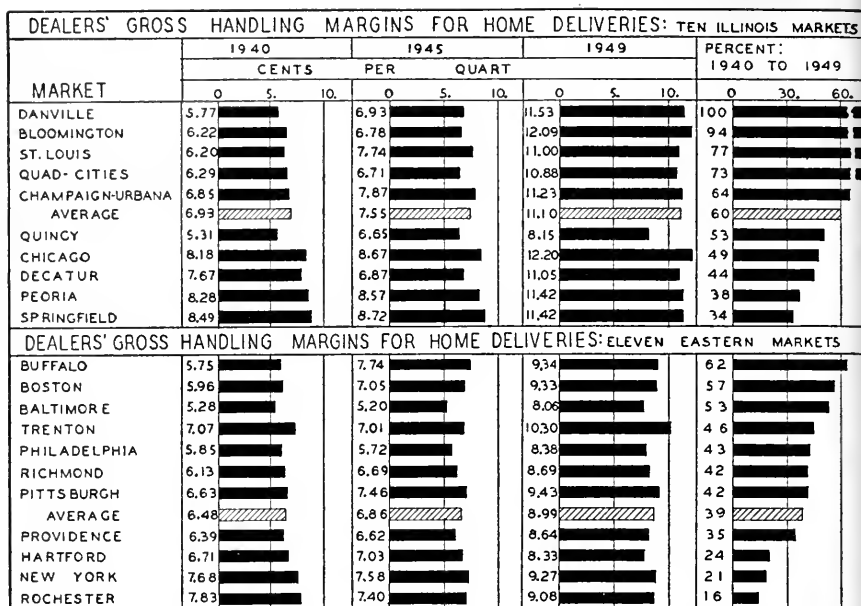 DEALERS' GROSS HANDLING MARGINS FOR HOME DELIVERIES: TEN ILLINOIS MARKETS
1940 1945 1949 PERCENT:
CENTS PER QUART 1940 TO 1949
MARKET 0 5. 10. 0 5. 10. 0 5. 10. 0 30. 60.
DANVILLE 5.77 6.93 11.53 100
BLOOMINGTON 6.22 6.78 12.09 94
ST. LOUIS 6.20 7.74 11.00 77
QUAD-CITIES 6.29 6.71 10.88 73
CHAMPAIGN-URBANA 6.85 7.87 11.23 64
AVERAGE 6.93 7.55 11.10 60
QUINCY 5.31 6.65 8.15 53
CHICAGO 8.18 8.67 12.20 49
DECATUR 7.67 6.87 11.05 44
PEORIA 8.28 8.57 11.42 38
SPRINGFIELD 8.49 8.72 11.42 34
DEALERS' GROSS HANDLING MARGINS FOR HOME DELIVERIES: ELEVEN EASTERN MARKETS
BUFFALO 5.75 7.74 9.34 62
BOSTON 5.96 7.05 9.33 57
BALTIMORE 5.28 5.20 8.06 53
TRENTON 7.07 7.01 10.30 46
PHILADELPHIA 5.85 5.72 8.38 43
RICHMOND 6.13 6.69 8.69 42
PITTSBURGH 6.63 7.46 9.43 42
AVERAGE 6.48 6.86 8.99 39
PROVIDENCE 6.39 6.62 8.64 35
HARTFORD 6.71 7.03 8.33 24
NEW YORK 7.68 7.58 9.27 21
ROCHESTER 7.83 7.40 9.08 16